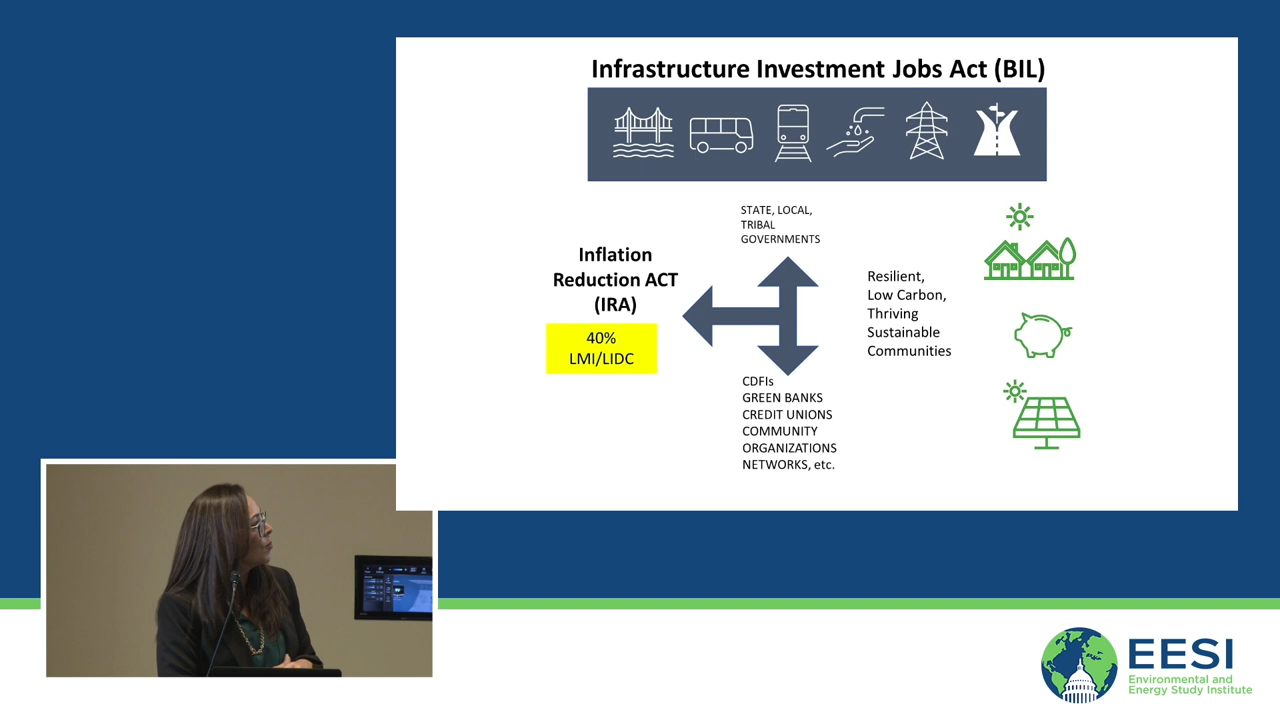 Infrastructure Investment Jobs Act (BIL)
STATE, LOCAL,
TRIBAL
GOVERNMENTS
Inflation
Reduction ACT
(IRA)
40%
LMI/LIDC
Resilient,
Low Carbon,
Thriving
Sustainable
Communities
CDFIs
GREEN BANKS
CREDIT UNIONS
COMMUNITY
ORGANIZATIONS
NETWORKS, etc.
EESI
Environmental and
Energy Study Institute